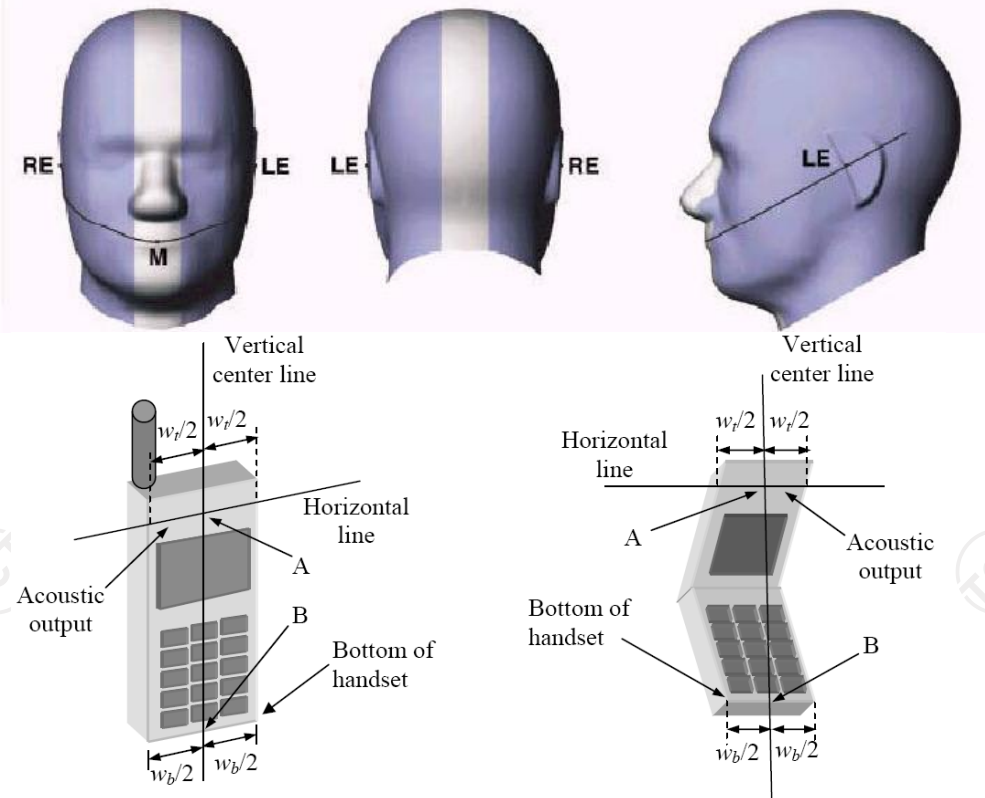 RE
LE
LE
RE
LE
M
Vertical
center line
wt/2
wt/2
Horizontal
line
A
Acoustic
output
B
Bottom of
handset
wb/2
wb/2
Vertical
center line
wt/2
wt/2
Horizontal
line
A
Acoustic
output
Bottom of
handset
B
wb/2
wb/2